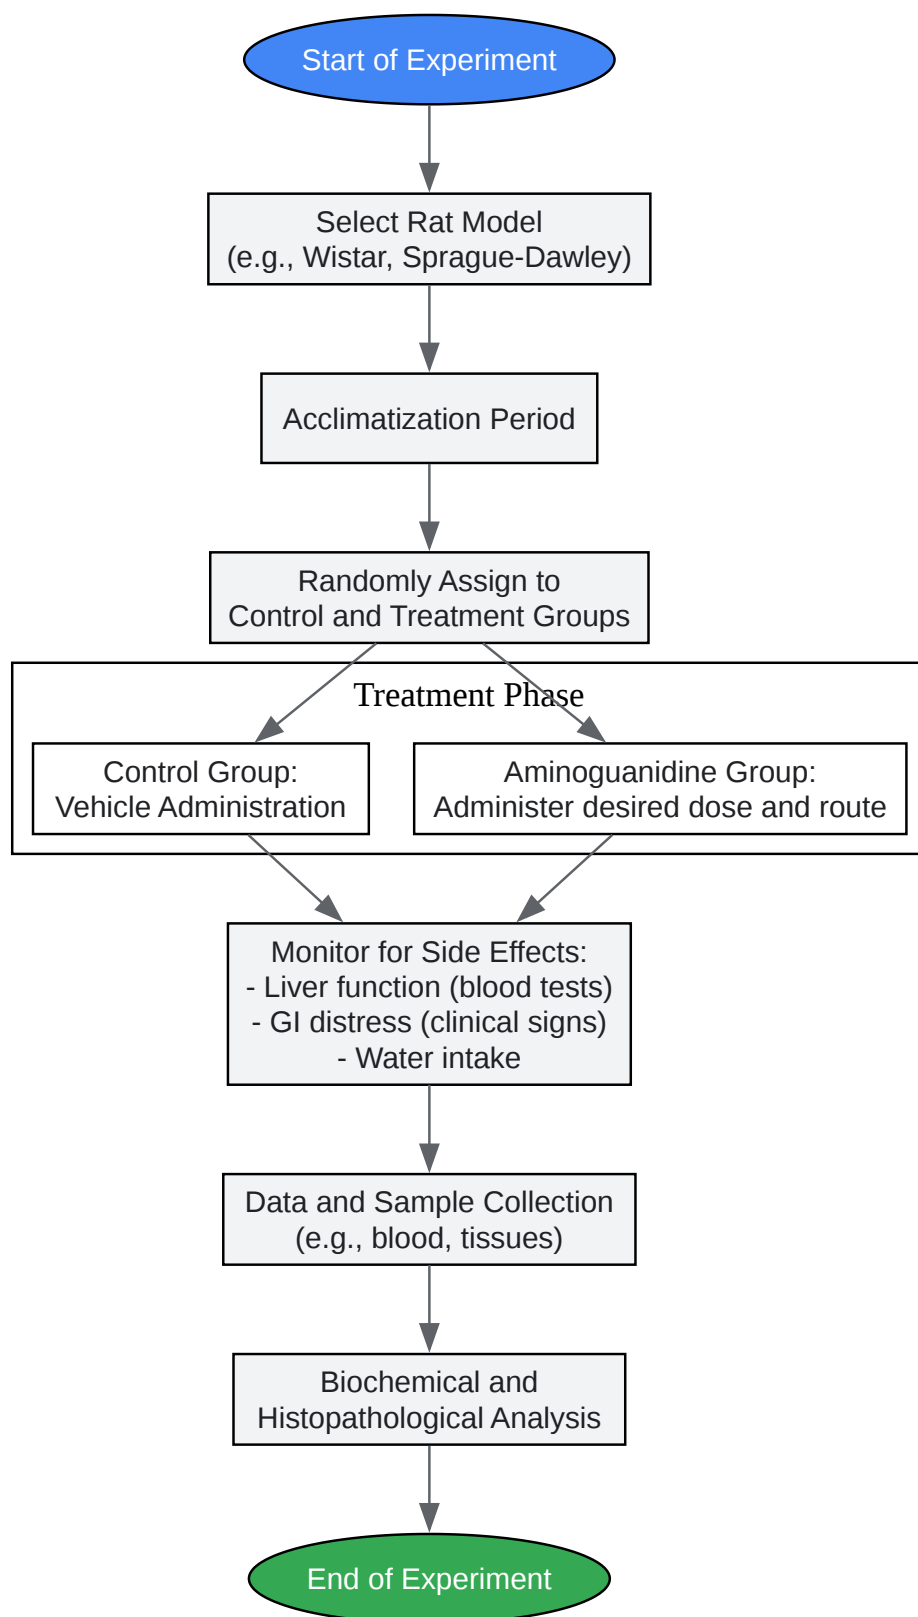 Start of Experiment
Select Rat Model
(e.g., Wistar, Sprague-Dawley)
Acclimatization Period
Randomly Assign to
Control and Treatment Groups
Treatment Phase
Control Group:
Vehicle Administration
Aminoguanidine Group:
Administer desired dose and route
Monitor for Side Effects:
- Liver function (blood tests)
- GI distress (clinical signs)
- Water intake
Data and Sample Collection
(e.g., blood, tissues)
Biochemical and
Histopathological Analysis
End of Experiment